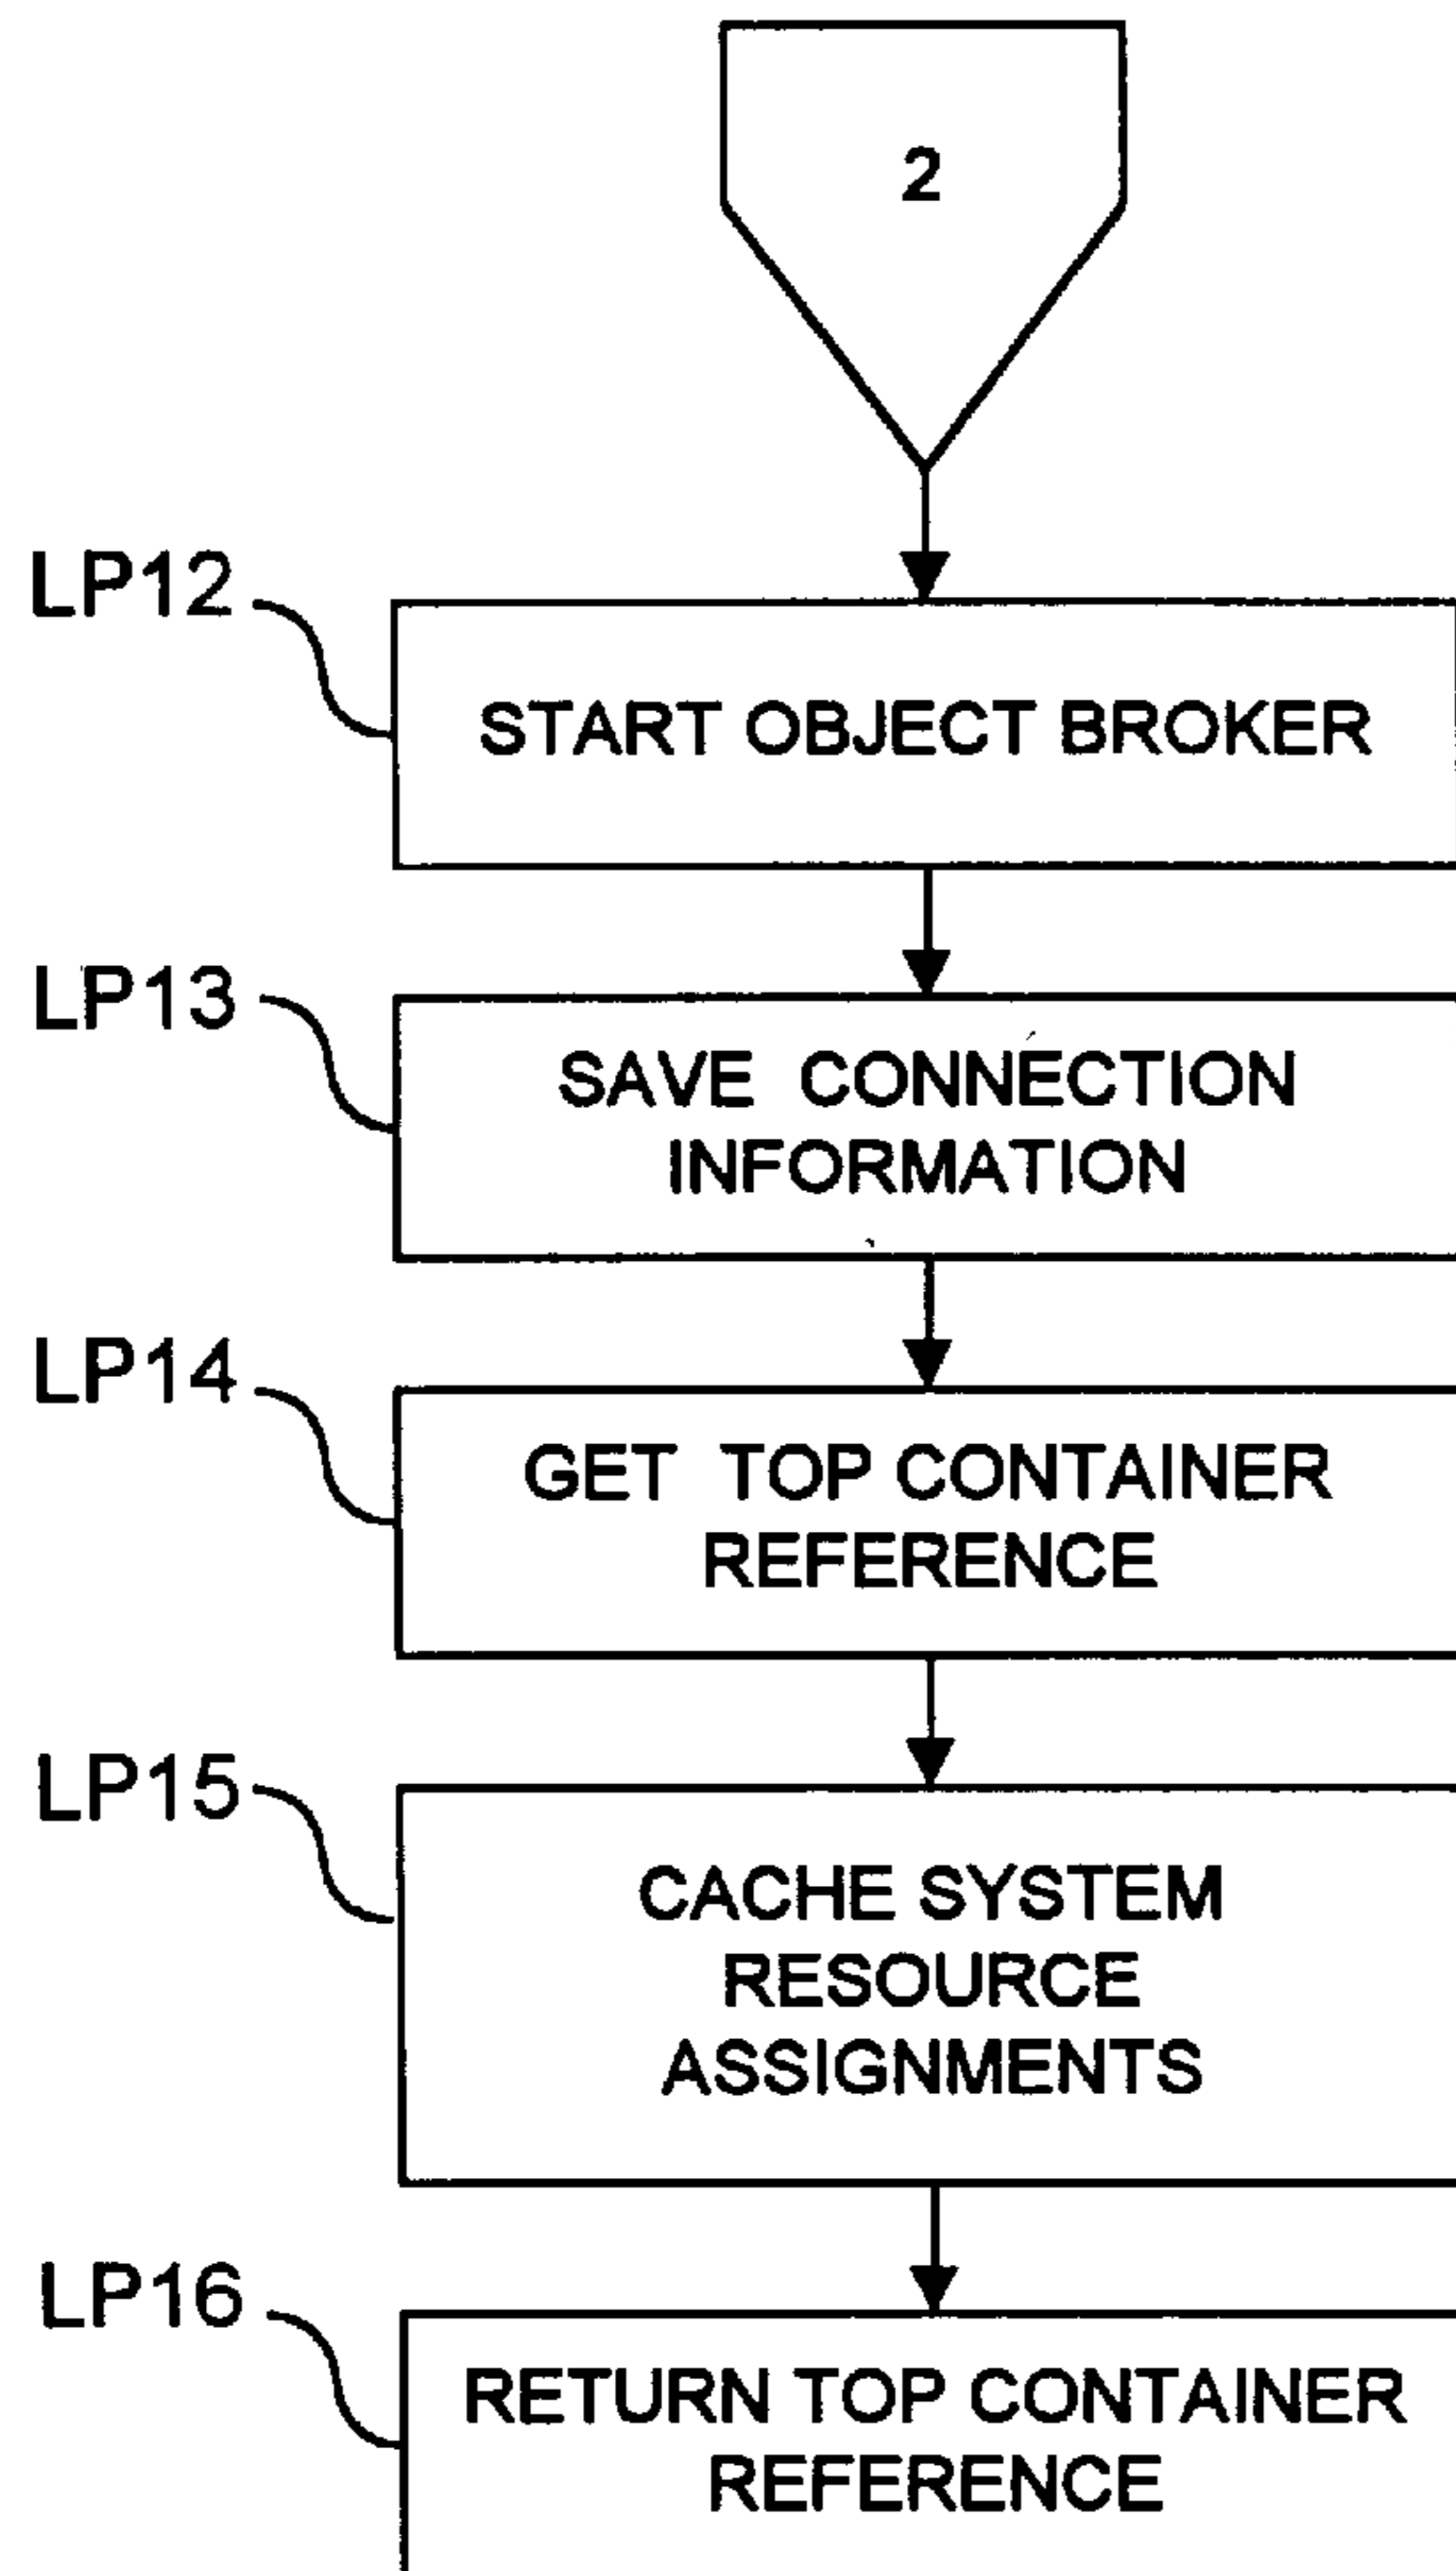 2
LP12
START OBJECT BROKER
LP13
SAVE CONNECTION
INFORMATION
LP14
GET TOP CONTAINER
REFERENCE
LP15
CACHE SYSTEM
RESOURCE
ASSIGNMENTS
LP16
RETURN TOP CONTAINER
REFERENCE